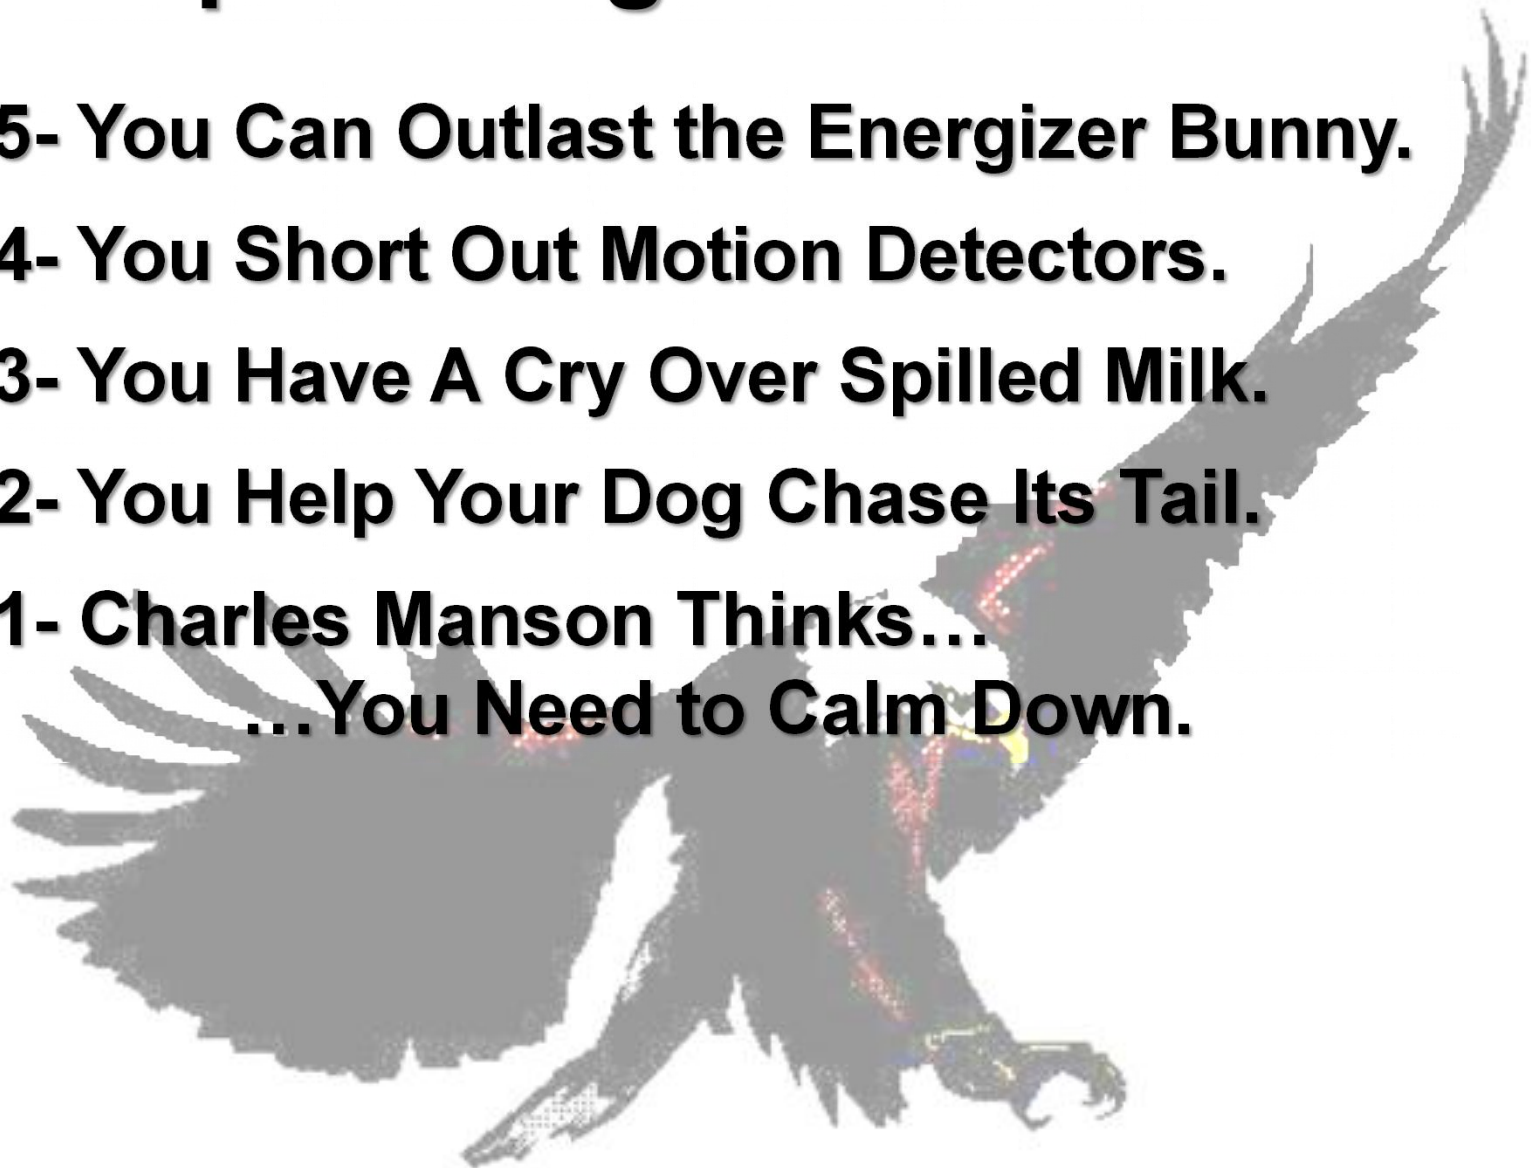 5- You Can Outlast the Energizer Bunny.
4- You Short Out Motion Detectors.
3- You Have A Cry Over Spilled Milk.
2- You Help Your Dog Chase Its Tail.
1- Charles Manson Thinks…
…You Need to Calm Down.